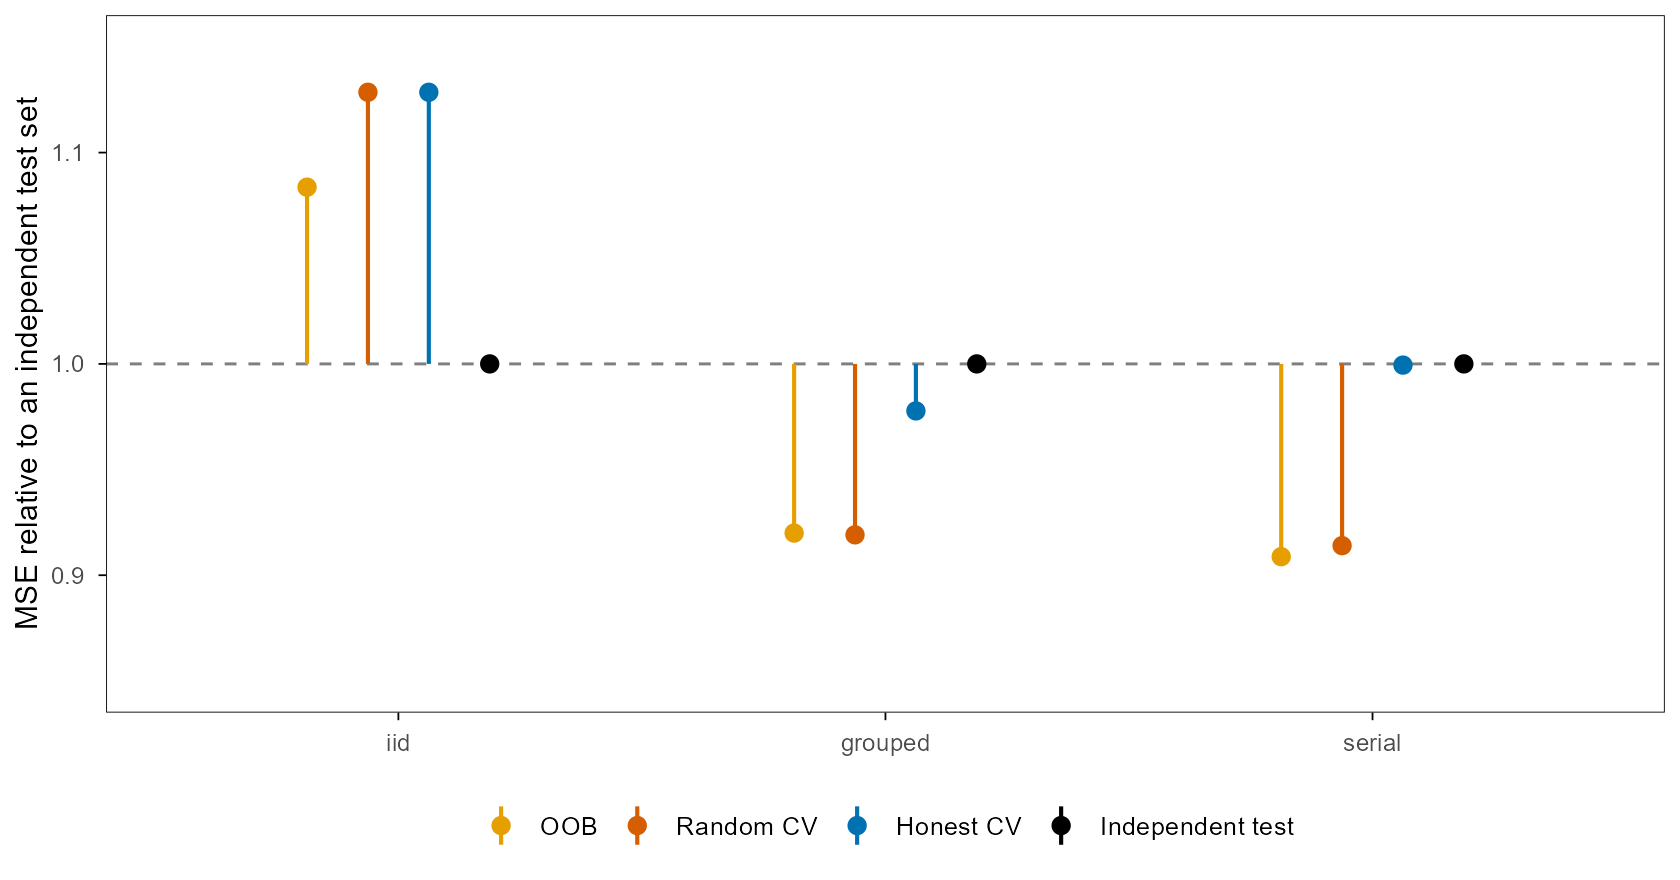 MSE relative to an independent test set
1.1
1.0
0.9
iid grouped serial
OOB Random CV Honest CV Independent test